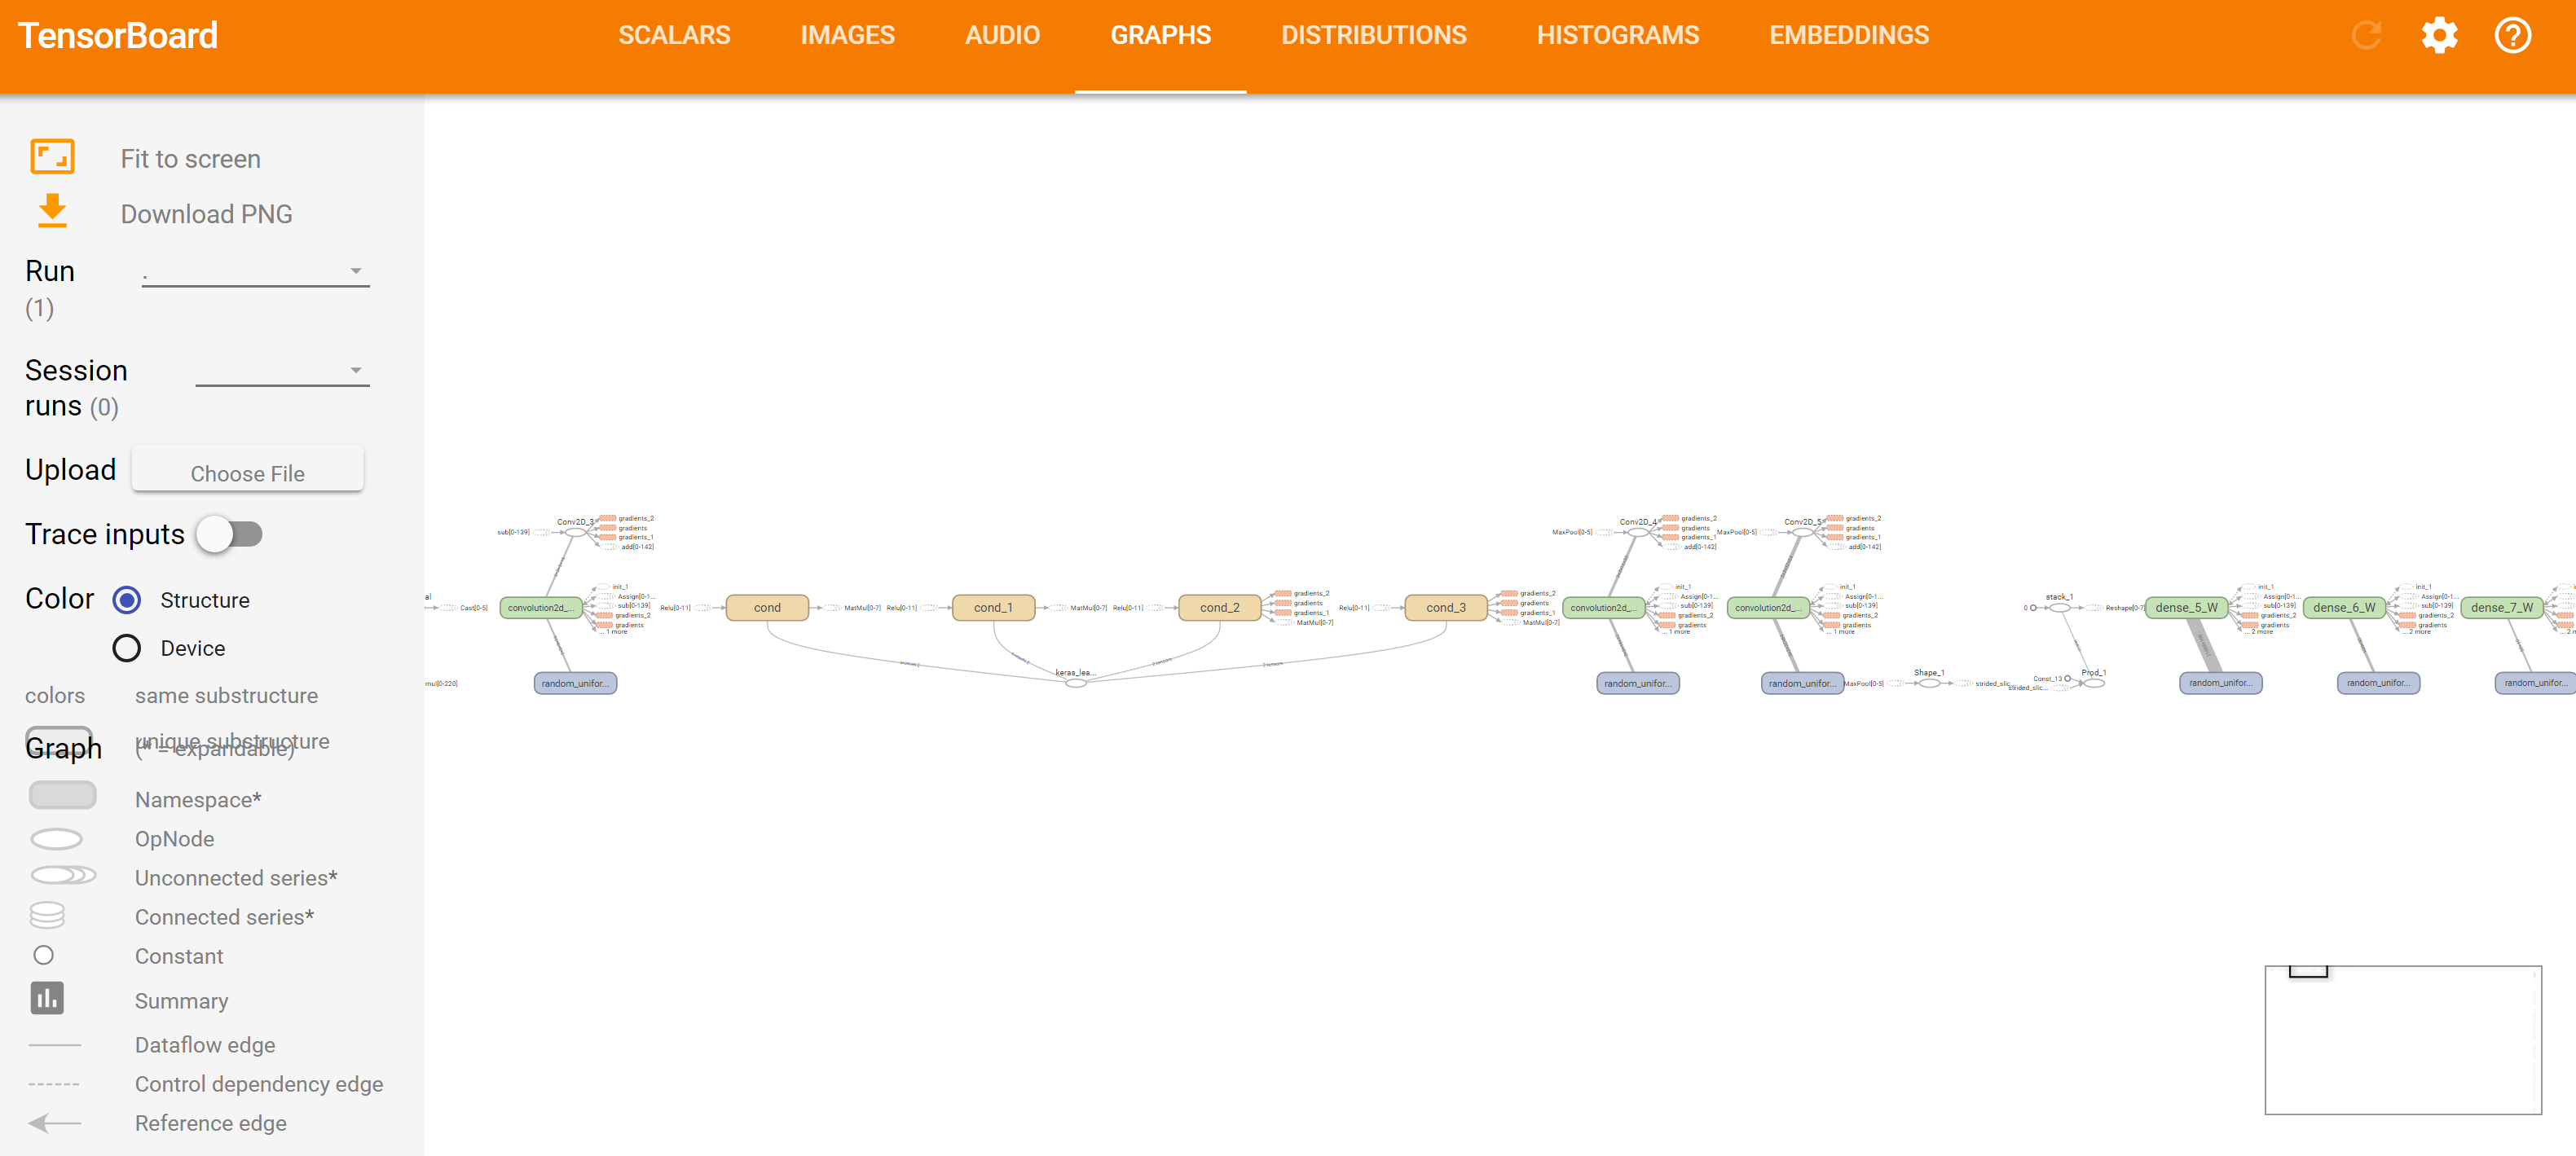 TensorBoard
SCALARS
IMAGES
AUDIO
GRAPHS
DISTRIBUTIONS
HISTOGRAMS
EMBEDDINGS
Fit to screen
Download PNG
Run
(1)
.
Session
runs (0)
Upload
Choose File
Trace inputs
Color
Structure
Device
colors
same substructure
unique substructure
Graph
(* = expandable)
Namespace*
OpNode
Unconnected series*
Connected series*
Constant
Summary
Dataflow edge
Control dependency edge
Reference edge
Conv2D_3
sub[0-139]
gradients_2
gradients
gradients_1
add[0-142]
Cast[0-5]
convolution2d_...
init_1
Assign[0-1...
sub[0-139]
gradients_2
gradients
... 1 more
mul[0-220]
random_unifor...
Relu[0-11]
cond
MatMul[0-7]
Relu[0-11]
cond_1
MatMul[0-7]
Relu[0-11]
cond_2
gradients_2
gradients
gradients_1
MatMul[0-7]
Relu[0-11]
cond_3
gradients_2
gradients
gradients_1
MatMul[0-7]
keras_lea...
MaxPool[0-5]
Conv2D_4
gradients_2
gradients
gradients_1
add[0-142]
convolution2d_...
init_1
Assign[0-1...
sub[0-139]
gradients_2
gradients
... 1 more
random_unifor...
MaxPool[0-5]
Conv2D_5
gradients_2
gradients
gradients_1
add[0-142]
convolution2d_...
init_1
Assign[0-1...
sub[0-139]
gradients_2
gradients
... 1 more
random_unifor...
MaxPool[0-5]
Shape_1
strided_slic...
0
stack_1
Reshape[0-7]
Const_13
strided_slic...
Prod_1
dense_5_W
init_1
Assign[0-1...
sub[0-139]
gradients_2
gradients
... 2 more
random_unifor...
dense_6_W
init_1
Assign[0-1...
sub[0-139]
gradients_2
gradients
... 2 more
random_unifor...
dense_7_W
random_unifor...